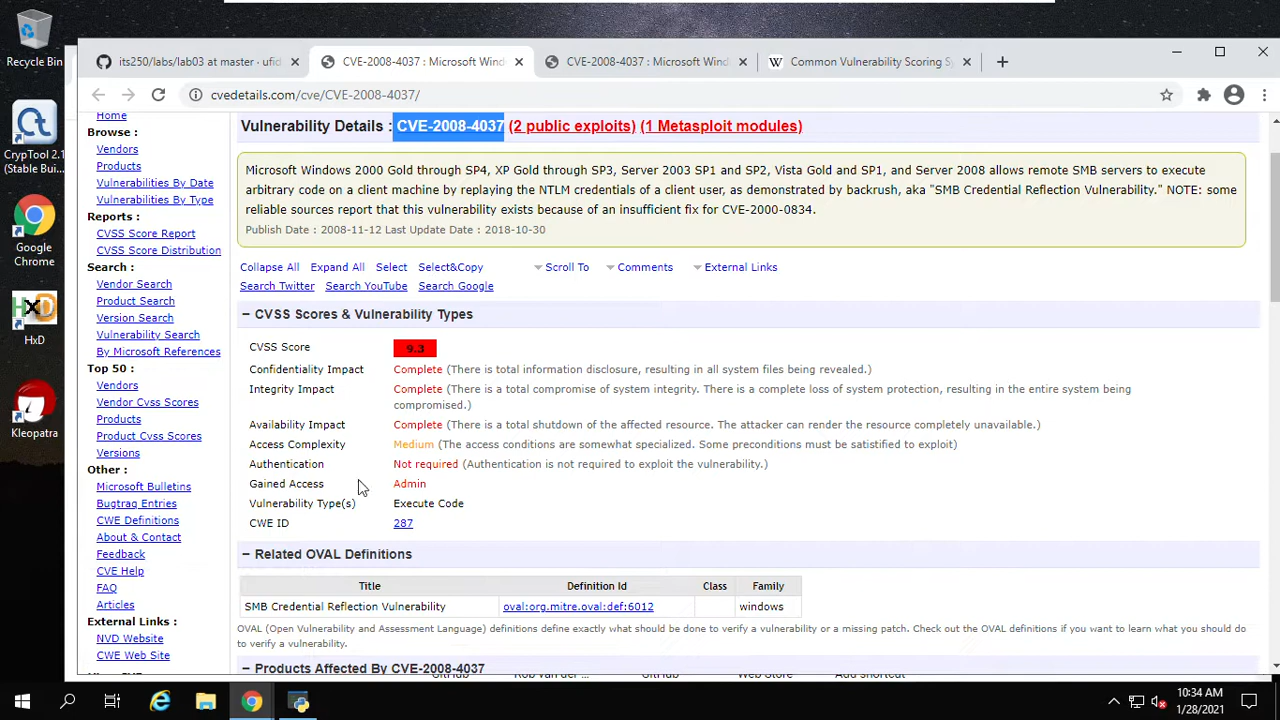 Recycle Bin
CrypTool 2.1
(Stable Bui...
Google
Chrome
HxD
Kleopatra
its250/labs/lab03 at master · ufid
CVE-2008-4037 : Microsoft Wind
CVE-2008-4037 : Microsoft Wind
Common Vulnerability Scoring Sy
cvedetails.com/cve/CVE-2008-4037/
Home
Browse :
Vendors
Products
Vulnerabilities By Date
Vulnerabilities By Type
Reports :
CVSS Score Report
CVSS Score Distribution
Search :
Vendor Search
Product Search
Version Search
Vulnerability Search
By Microsoft References
Top 50 :
Vendors
Vendor Cvss Scores
Products
Product Cvss Scores
Versions
Other :
Microsoft Bulletins
Bugtraq Entries
CWE Definitions
About & Contact
Feedback
CVE Help
FAQ
Articles
External Links :
NVD Website
CWE Web Site
Vulnerability Details : CVE-2008-4037 (2 public exploits) (1 Metasploit modules)
Microsoft Windows 2000 Gold through SP4, XP Gold through SP3, Server 2003 SP1 and SP2, Vista Gold and SP1, and Server 2008 allows remote SMB servers to execute
arbitrary code on a client machine by replaying the NTLM credentials of a client user, as demonstrated by backrush, aka "SMB Credential Reflection Vulnerability." NOTE: some
reliable sources report that this vulnerability exists because of an insufficient fix for CVE-2000-0834.
Publish Date : 2008-11-12 Last Update Date : 2018-10-30
Collapse All Expand All Select Select&Copy Scroll To Comments External Links
Search Twitter Search YouTube Search Google
− CVSS Scores & Vulnerability Types
CVSS Score 9.3
Confidentiality Impact Complete (There is total information disclosure, resulting in all system files being revealed.)
Integrity Impact Complete (There is a total compromise of system integrity. There is a complete loss of system protection, resulting in the entire system being
compromised.)
Availability Impact Complete (There is a total shutdown of the affected resource. The attacker can render the resource completely unavailable.)
Access Complexity Medium (The access conditions are somewhat specialized. Some preconditions must be satistified to exploit)
Authentication Not required (Authentication is not required to exploit the vulnerability.)
Gained Access Admin
Vulnerability Type(s) Execute Code
CWE ID 287
− Related OVAL Definitions
Title Definition Id Class Family
SMB Credential Reflection Vulnerability oval:org.mitre.oval:def:6012 windows
OVAL (Open Vulnerability and Assessment Language) definitions define exactly what should be done to verify a vulnerability or a missing patch. Check out the OVAL definitions if you want to learn what you should do
to verify a vulnerability.
− Products Affected By CVE-2008-4037
10:34 AM
1/28/2021